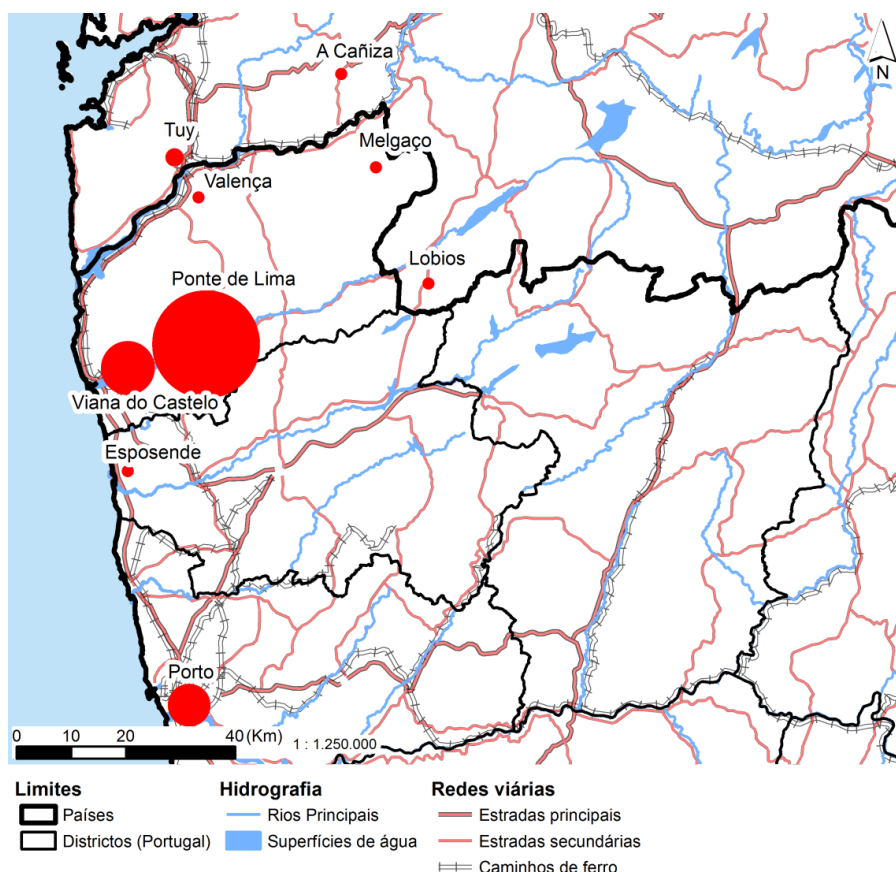 A Cañiza
N
Tuy
Melgaço
Valença
Lobios
Ponte de Lima
Viana do Castelo
Esposende
Porto
0 10 20 40 (Km)
1 : 1.250.000
Limites
Países
Districtos (Portugal)
Hidrografia
Rios Principais
Superfícies de água
Redes viárias
Estradas principais
Estradas secundárias
Caminhos de ferro